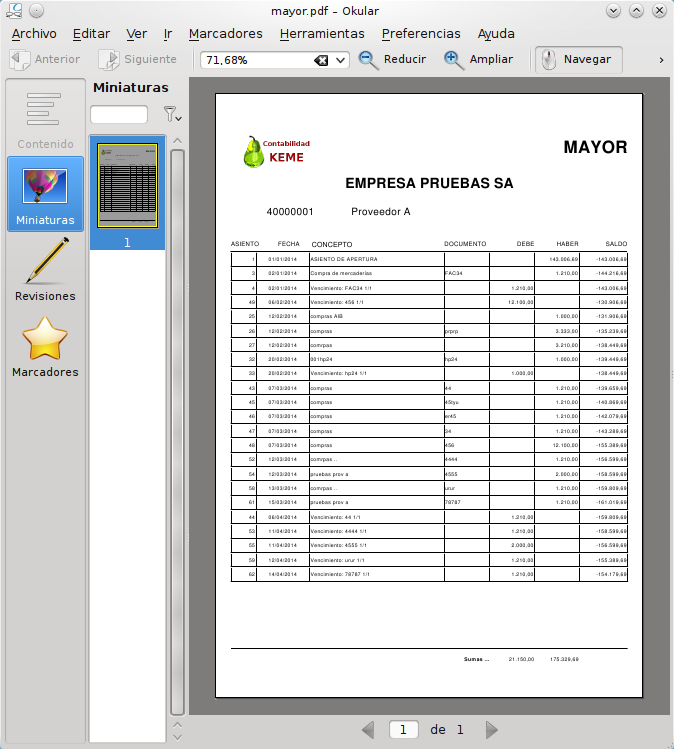 mayor.pdf – Okular
Archivo Editar Ver Ir Marcadores Herramientas Preferencias Ayuda
Anterior Siguiente 71,68% Reducir Ampliar Navegar
Contenido
Miniaturas
Revisiones
Marcadores
Miniaturas
1
Contabilidad
KEME
MAYOR
EMPRESA PRUEBAS SA
40000001 Proveedor A
ASIENTO FECHA CONCEPTO DOCUMENTO DEBE HABER SALDO
1 01/01/2014 ASIENTO DE APERTURA 143.006,69 -143.006,69
3 02/01/2014 Compra de mercaderías FAC34 1.210,00 -144.216,69
4 02/01/2014 Vencimiento: FAC34 1/1 1.210,00 -143.006,69
49 06/02/2014 Vencimiento: 456 1/1 12.100,00 -130.906,69
25 12/02/2014 compras AIB 1.000,00 -131.906,69
26 12/02/2014 compras prprp 3.333,00 -135.239,69
27 12/02/2014 compras 3.210,00 -138.449,69
32 20/02/2014 001hp24 hp24 1.000,00 -139.449,69
33 20/02/2014 Vencimiento: hp24 1/1 1.000,00 -138.449,69
43 07/03/2014 compras 44 1.210,00 -139.659,69
45 07/03/2014 compras 45tyu 1.210,00 -140.869,69
46 07/03/2014 compras er45 1.210,00 -142.079,69
47 07/03/2014 compras 34 1.210,00 -143.289,69
48 07/03/2014 compras 456 12.100,00 -155.389,69
52 12/03/2014 comrpas .. 4444 1.210,00 -156.599,69
54 12/03/2014 pruebas prov a 4555 2.000,00 -158.599,69
58 13/03/2014 comrpas .. urur 1.210,00 -159.809,69
61 15/03/2014 pruebas prov a 78787 1.210,00 -161.019,69
44 06/04/2014 Vencimiento: 44 1/1 1.210,00 -159.809,69
53 11/04/2014 Vencimiento: 4444 1/1 1.210,00 -158.599,69
55 11/04/2014 Vencimiento: 4555 1/1 2.000,00 -156.599,69
59 12/04/2014 Vencimiento: urur 1/1 1.210,00 -155.389,69
62 14/04/2014 Vencimiento: 78787 1/1 1.210,00 -154.179,69
Sumas ... 21.150,00 175.329,69
1 de 1